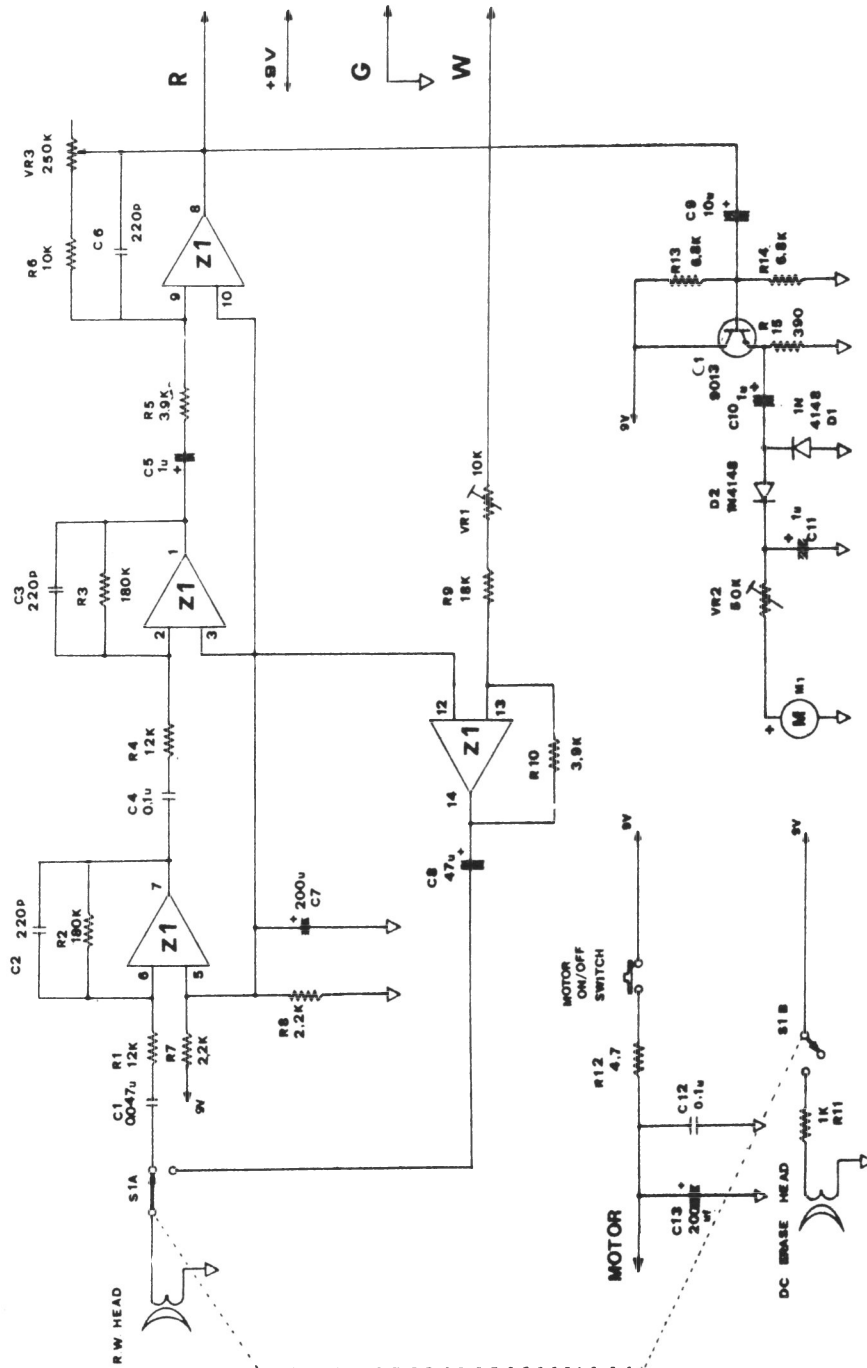 R.W HEAD
S1A
C1
0.047u
R1
12K
R7
2.2K
9V
C2
220P
R2
180K
6
5
7
Z1
C4
0.1u
R4
12K
C3
220P
R3
180K
2
3
1
Z1
C5
1u
+
R5
3.9K
R6
10K
VR3
250K
C6
220P
9
10
8
Z1
R
+9V
G
W
R8
2.2K
+
200u
C7
C8
47u
+
14
12
13
Z1
R10
3.9K
R9
18K
VR1
10K
MOTOR
C13
200
uf
+
C12
0.1u
R12
4.7
MOTOR
ON/OFF
SWITCH
9V
DC ERASE HEAD
1K
R11
S1B
9V
M
M1
+
VR2
50K
+
1u
C11
D2
1N4148
1N
4148
D1
C10
1u
+
9013
R
15
390
9V
R13
6.8K
R14
6.8K
C9
10u
+